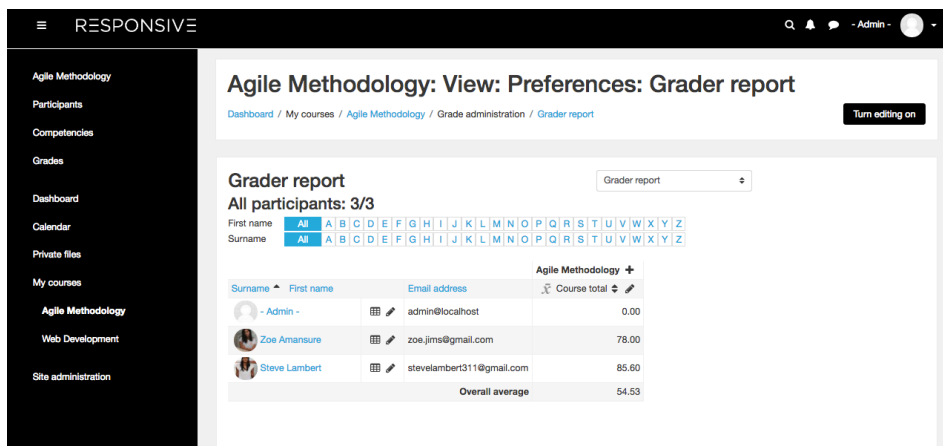 RESPONSIVE
- Admin -
Agile Methodology
Participants
Competencies
Grades
Dashboard
Calendar
Private files
My courses
Agile Methodology
Web Development
Site administration
Agile Methodology: View: Preferences: Grader report
Dashboard / My courses / Agile Methodology / Grade administration / Grader report
Turn editing on
Grader report
Grader report
All participants: 3/3
First name All A B C D E F G H I J K L M N O P Q R S T U V W X Y Z
Surname All A B C D E F G H I J K L M N O P Q R S T U V W X Y Z
Agile Methodology
Surname First name Email address x̄ Course total
- Admin - admin@localhost 0.00
Zoe Amansure zoe.jims@gmail.com 78.00
Steve Lambert stevelambert311@gmail.com 85.60
Overall average 54.53